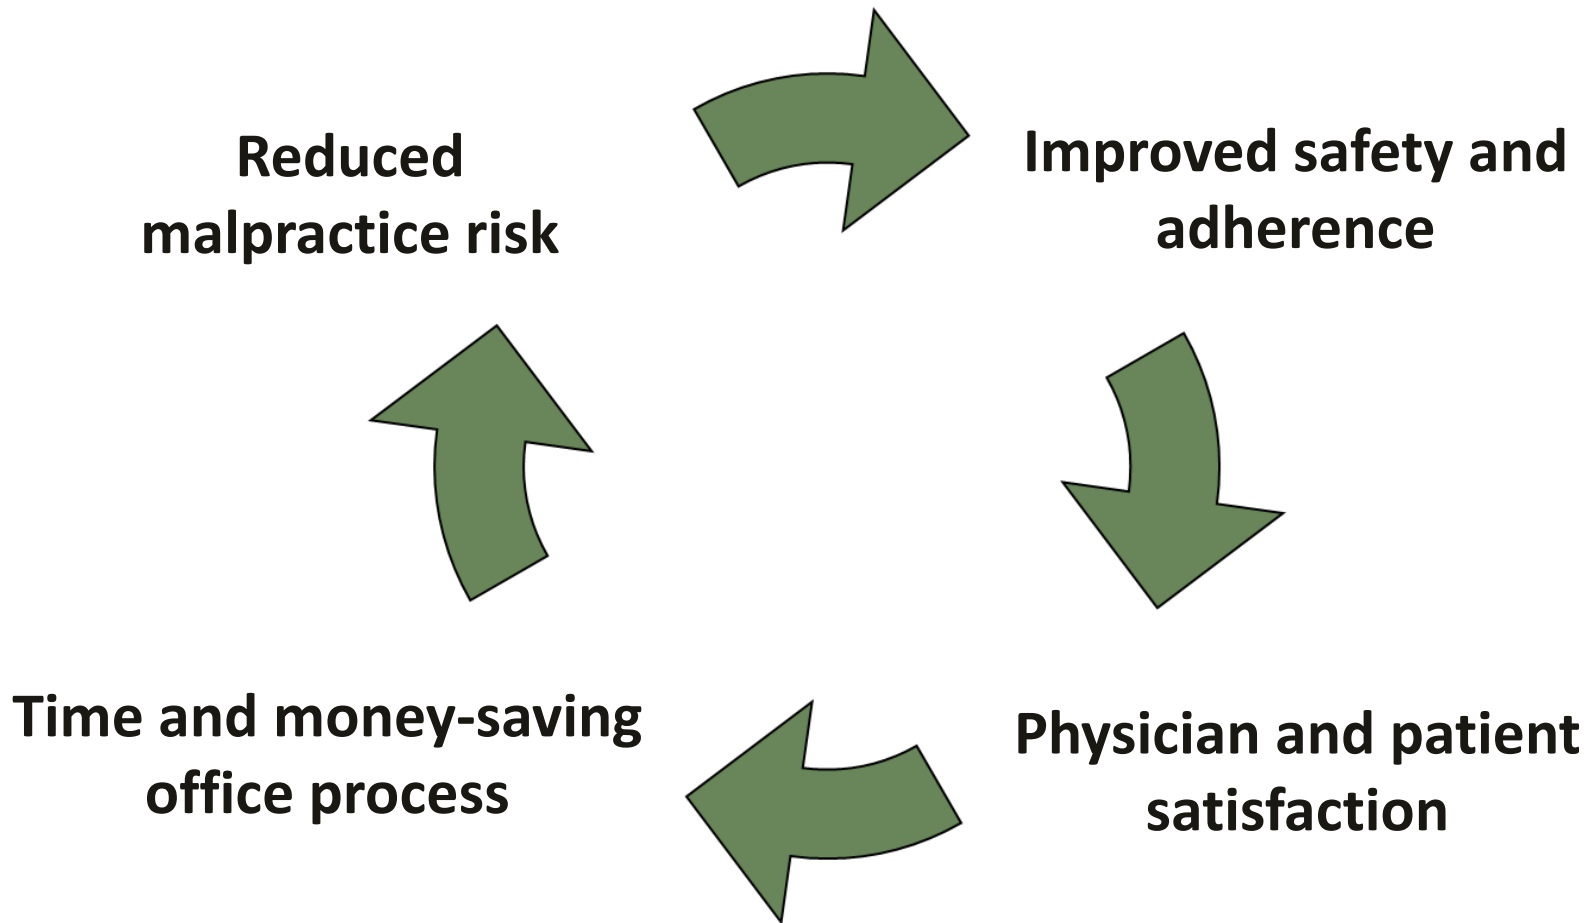 Reduced
malpractice risk
Improved safety and
adherence
Physician and patient
satisfaction
Time and money-saving
office process